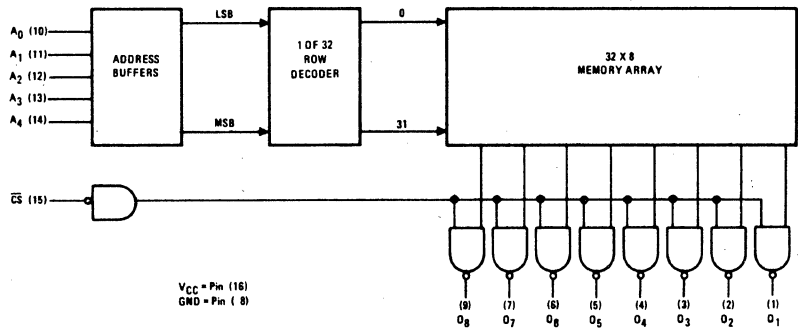 A0 (10)
A1 (11)
A2 (12)
A3 (13)
A4 (14)
ADDRESS
BUFFERS
LSB
MSB
1 OF 32
ROW
DECODER
0
31
32 X 8
MEMORY ARRAY
CS (15)
VCC = Pin (16)
GND = Pin ( 8)
(9) (7) (6) (5) (4) (3) (2) (1)
O8 O7 O6 O5 O4 O3 O2 O1